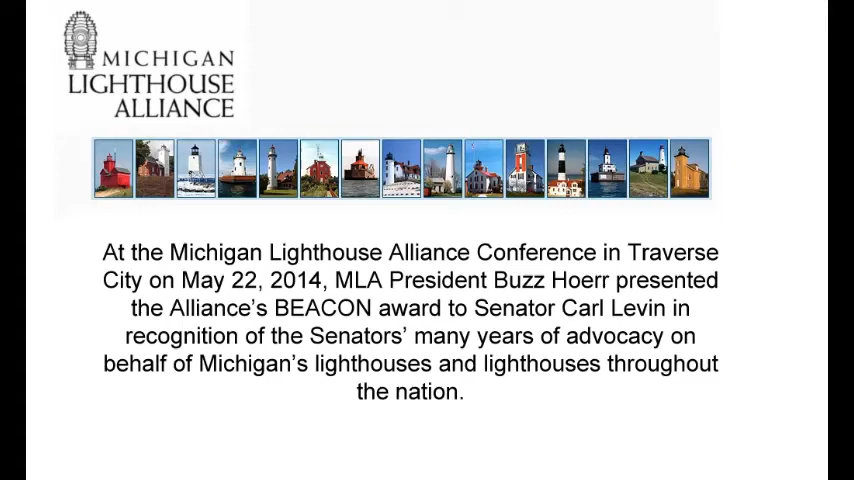 MICHIGAN
LIGHTHOUSE
ALLIANCE
At the Michigan Lighthouse Alliance Conference in Traverse
City on May 22, 2014, MLA President Buzz Hoerr presented
the Alliance’s BEACON award to Senator Carl Levin in
recognition of the Senators’ many years of advocacy on
behalf of Michigan’s lighthouses and lighthouses throughout
the nation.